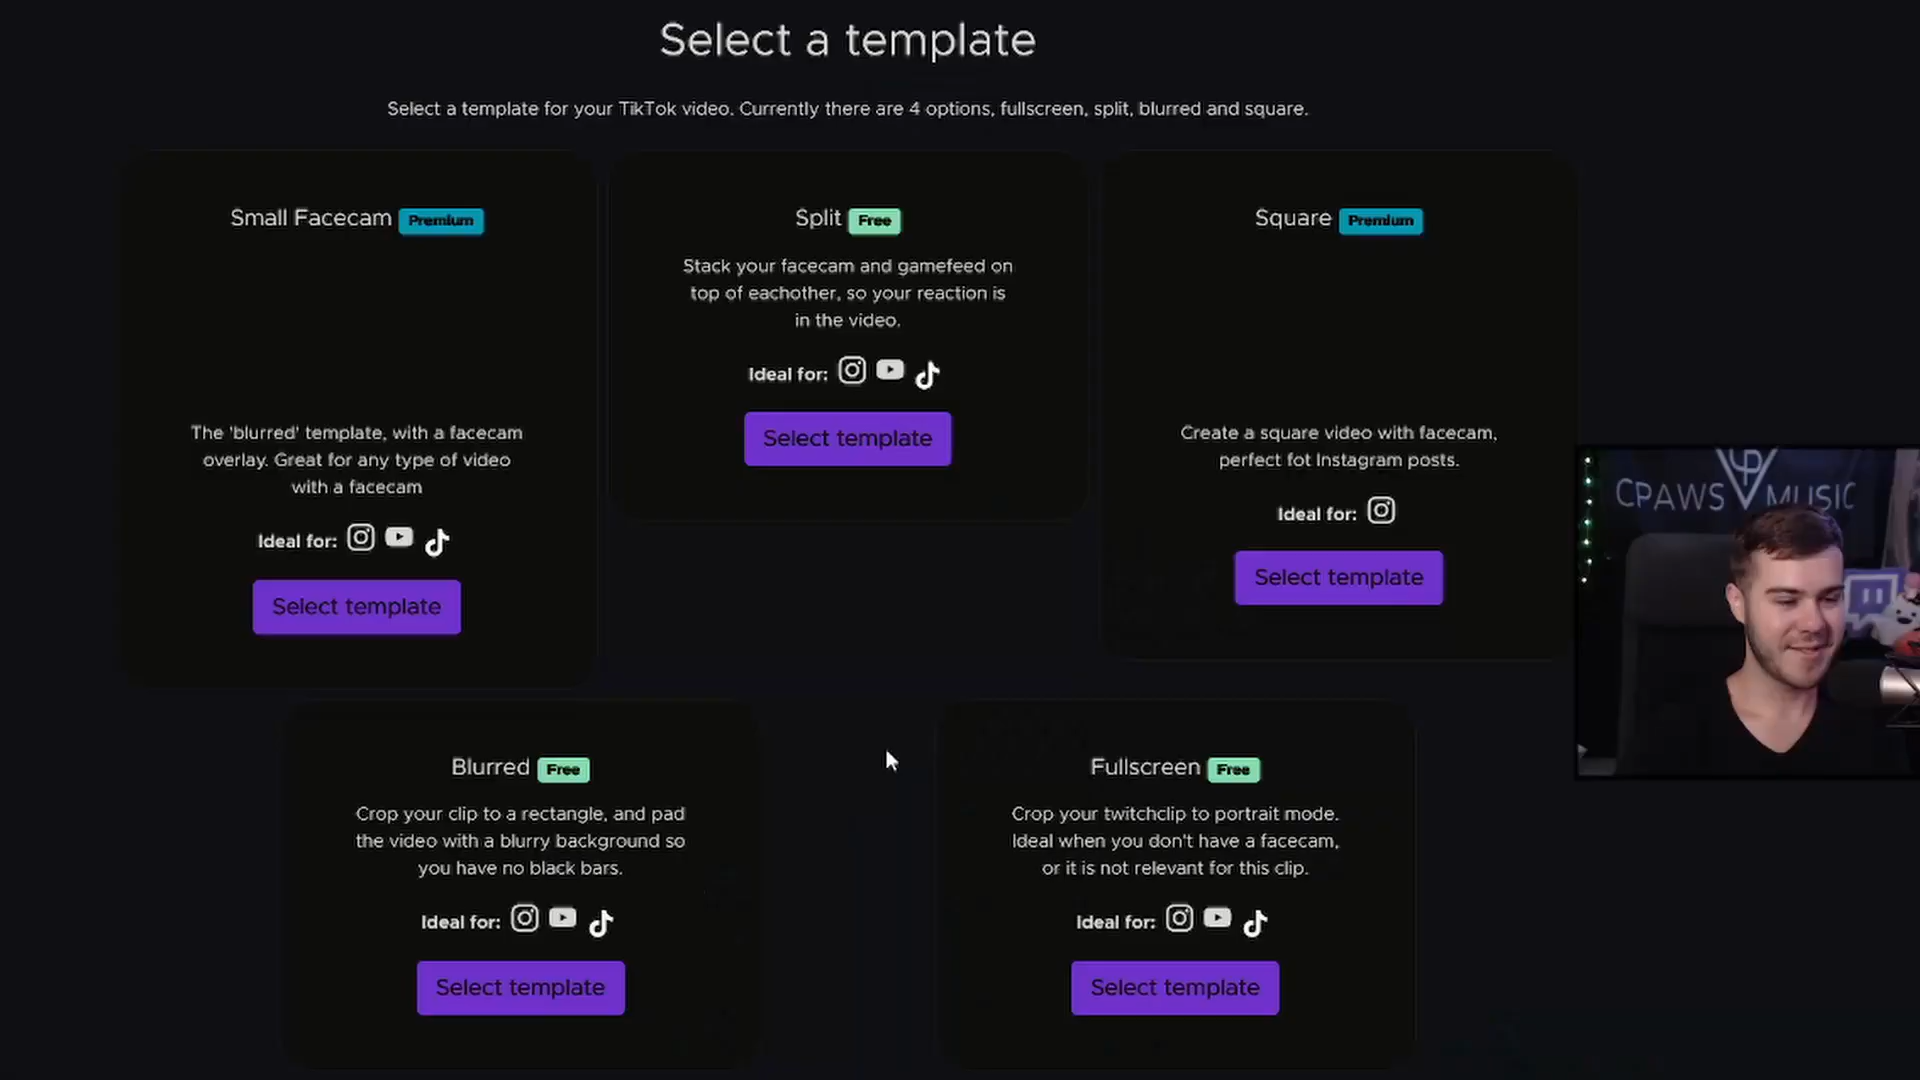 Select a template
Select a template for your TikTok video. Currently there are 4 options, fullscreen, split, blurred and square.
Small Facecam Premium
The 'blurred' template, with a facecam
overlay. Great for any type of video
with a facecam
Ideal for:
Select template
Split Free
Stack your facecam and gamefeed on
top of eachother, so your reaction is
in the video.
Ideal for:
Select template
Square Premium
Create a square video with facecam,
perfect fot Instagram posts.
Ideal for:
Select template
CPAWS MUSIC
Blurred Free
Crop your clip to a rectangle, and pad
the video with a blurry background so
you have no black bars.
Ideal for:
Select template
Fullscreen Free
Crop your twitchclip to portrait mode.
Ideal when you don't have a facecam,
or it is not relevant for this clip.
Ideal for:
Select template